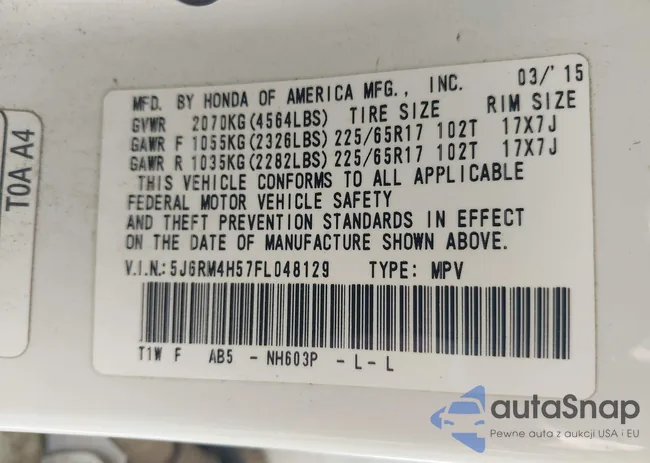 MFD. BY HONDA OF AMERICA MFG., INC. 03/'15
GVWR 2070KG(4564LBS) TIRE SIZE RIM SIZE
GAWR F 1055KG(2326LBS) 225/65R17 102T 17X7J
GAWR R 1035KG(2282LBS) 225/65R17 102T 17X7J
THIS VEHICLE CONFORMS TO ALL APPLICABLE
FEDERAL MOTOR VEHICLE SAFETY
AND THEFT PREVENTION STANDARDS IN EFFECT
ON THE DATE OF MANUFACTURE SHOWN ABOVE.
V.I.N.:5J6RM4H57FL048129 TYPE: MPV
T1W F AB5 - NH603P - L - L
T0A A4
autaSnap
Pewne auta z aukcji USA i EU